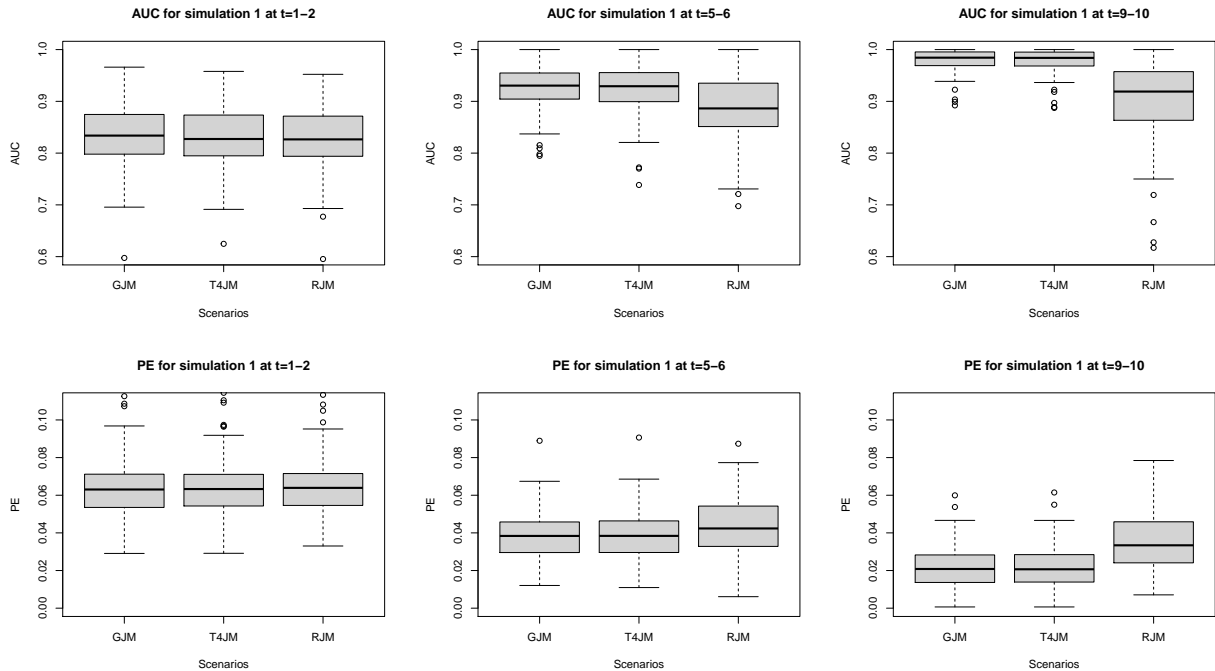 AUC for simulation 1 at t=1−2
AUC
1.0
0.9
0.8
0.7
0.6
GJM T4JM RJM
Scenarios
AUC for simulation 1 at t=5−6
AUC
1.0
0.9
0.8
0.7
0.6
GJM T4JM RJM
Scenarios
AUC for simulation 1 at t=9−10
AUC
1.0
0.9
0.8
0.7
0.6
GJM T4JM RJM
Scenarios
PE for simulation 1 at t=1−2
PE
0.10
0.08
0.06
0.04
0.02
0.00
GJM T4JM RJM
Scenarios
PE for simulation 1 at t=5−6
PE
0.10
0.08
0.06
0.04
0.02
0.00
GJM T4JM RJM
Scenarios
PE for simulation 1 at t=9−10
PE
0.10
0.08
0.06
0.04
0.02
0.00
GJM T4JM RJM
Scenarios